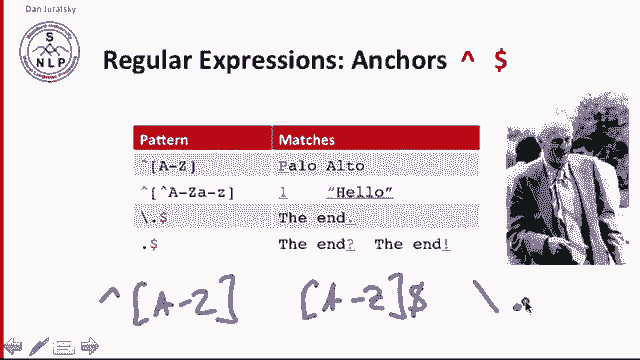 Dan Jurafsky
S
NLP
Regular Expressions: Anchors ^ $
Pattern Matches
^[A-Z] Palo Alto
^[^A-Za-z] 1 “Hello”
\.$ The end.
.$ The end? The end!
^[A-Z] [A-Z]$ \.